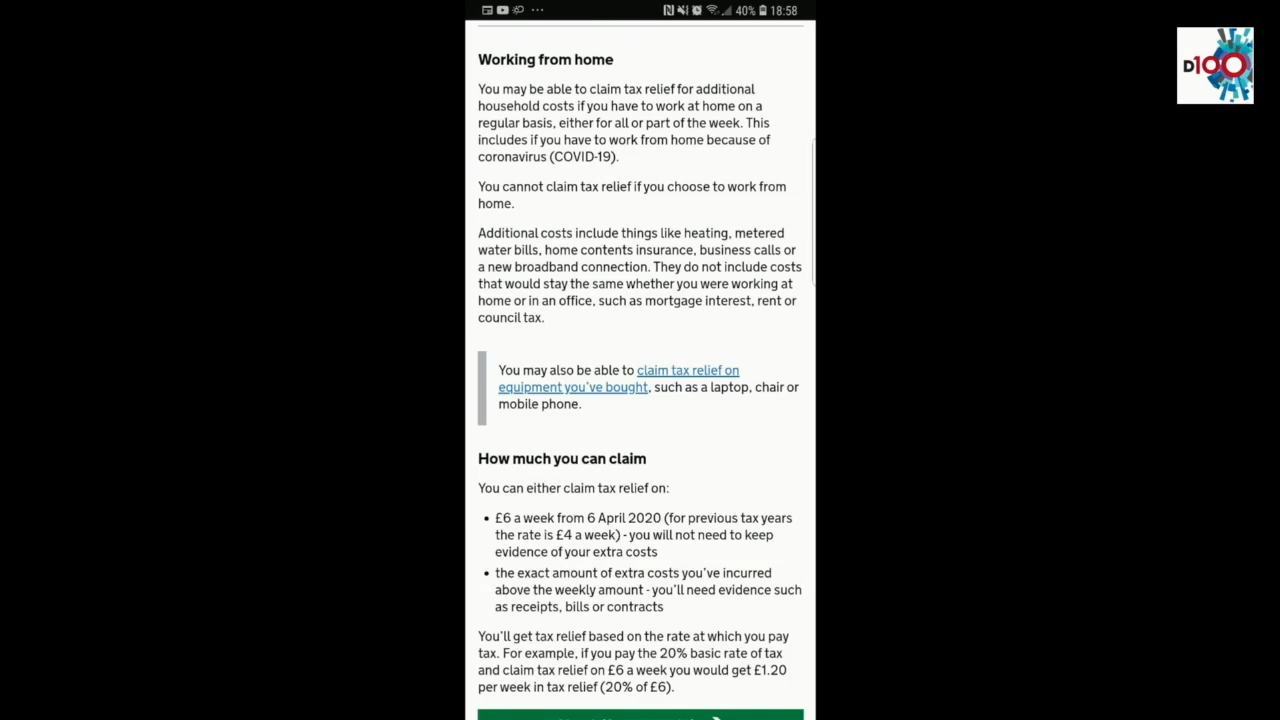 40% 18:58
D100
Working from home
You may be able to claim tax relief for additional
household costs if you have to work at home on a
regular basis, either for all or part of the week. This
includes if you have to work from home because of
coronavirus (COVID-19).
You cannot claim tax relief if you choose to work from
home.
Additional costs include things like heating, metered
water bills, home contents insurance, business calls or
a new broadband connection. They do not include costs
that would stay the same whether you were working at
home or in an office, such as mortgage interest, rent or
council tax.
You may also be able to claim tax relief on
equipment you've bought, such as a laptop, chair or
mobile phone.
How much you can claim
You can either claim tax relief on:
• £6 a week from 6 April 2020 (for previous tax years
the rate is £4 a week) - you will not need to keep
evidence of your extra costs
• the exact amount of extra costs you've incurred
above the weekly amount - you'll need evidence such
as receipts, bills or contracts
You'll get tax relief based on the rate at which you pay
tax. For example, if you pay the 20% basic rate of tax
and claim tax relief on £6 a week you would get £1.20
per week in tax relief (20% of £6).